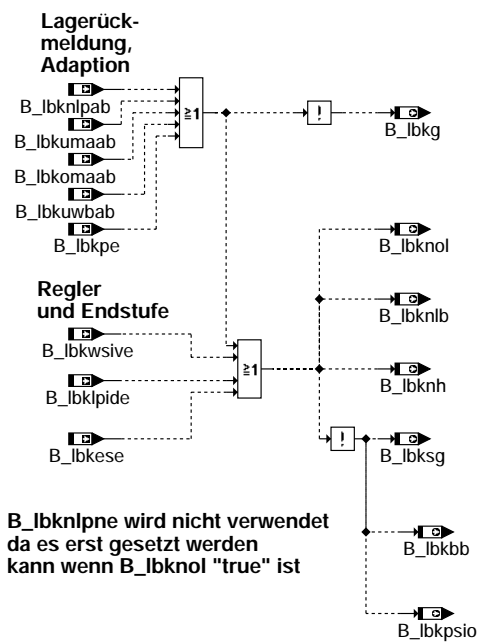 Lagerück-
meldung,
Adaption
B_lbknlpab
B_lbkumaab
B_lbkomaab
B_lbkuwbab
B_lbkpe
≥1
!
B_lbkg
B_lbknol
B_lbknlb
Regler
und Endstufe
B_lbkwsive
B_lbklpide
B_lbkese
≥1
B_lbknh
!
B_lbksg
B_lbknlpne wird nicht verwendet
da es erst gesetzt werden
kann wenn B_lbknol "true" ist
B_lbkbb
B_lbkpsio